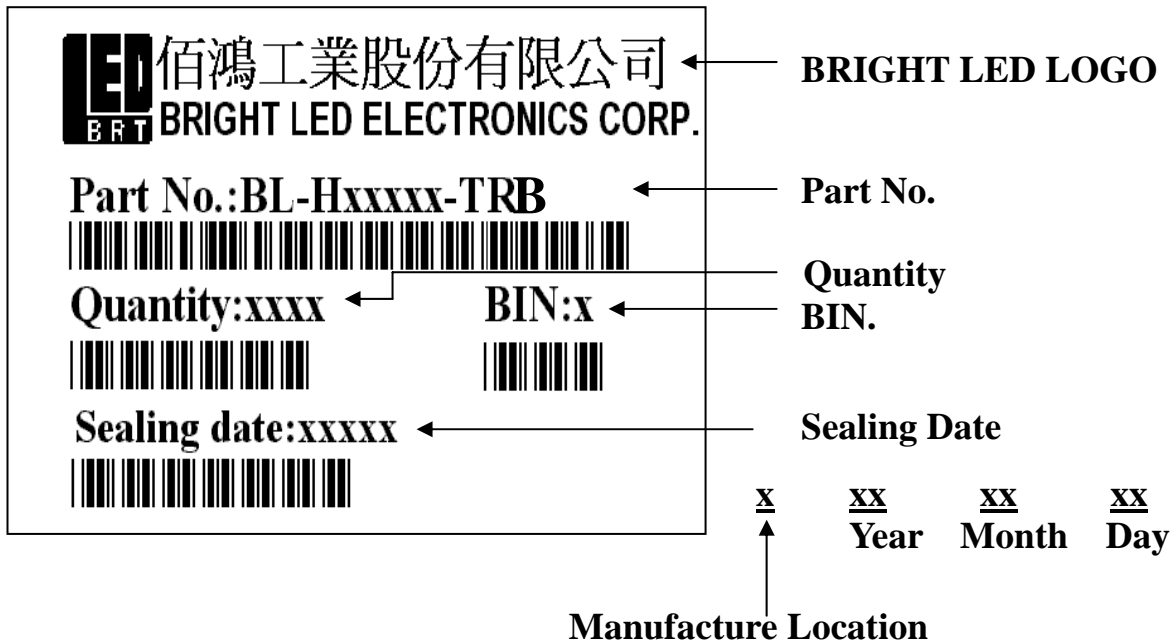 LED 佰鴻工業股份有限公司 BRIGHT LED LOGO
BRT BRIGHT LED ELECTRONICS CORP.
Part No.:BL-Hxxxxx-TRB Part No.
Quantity
Quantity:xxxx BIN:x BIN.
Sealing date:xxxxx Sealing Date
x xx xx xx
Year Month Day
Manufacture Location